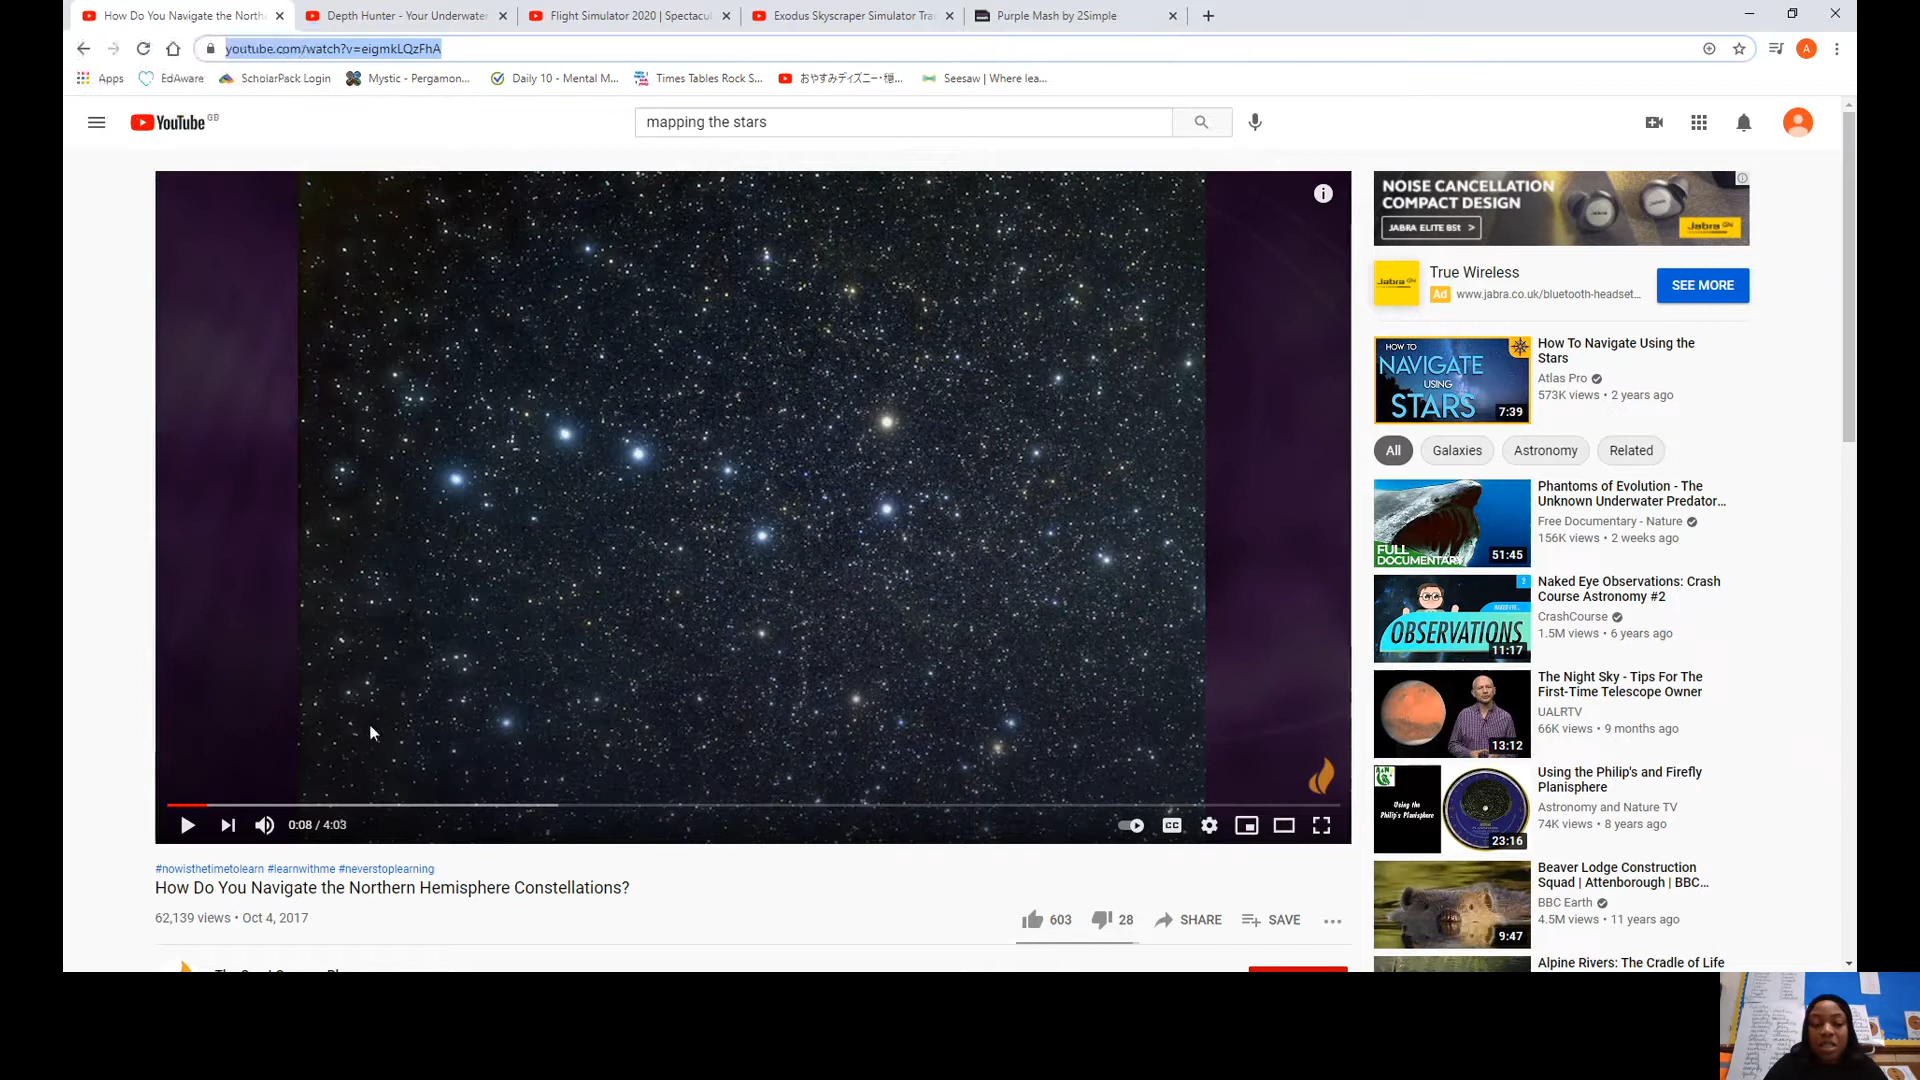 How Do You Navigate the North
Depth Hunter - Your Underwater
Flight Simulator 2020 | Spectacul
Exodus Skyscraper Simulator Tra
Purple Mash by 2Simple
youtube.com/watch?v=eigmkLQzFhA
A
Apps
EdAware
ScholarPack Login
Mystic - Pergamon...
Daily 10 - Mental M...
Times Tables Rock S...
おやすみディズニー・穏...
Seesaw | Where lea...
YouTube GB
mapping the stars
NOISE CANCELLATION
COMPACT DESIGN
JABRA ELITE 85t >
Jabra GN
True Wireless
Jabra GN
Ad
www.jabra.co.uk/bluetooth-headset...
SEE MORE
HOW TO
NAVIGATE
USING
STARS
7:39
How To Navigate Using the
Stars
Atlas Pro
573K views • 2 years ago
All
Galaxies
Astronomy
Related
FULL
DOCUMENTARY
51:45
Phantoms of Evolution - The
Unknown Underwater Predator...
Free Documentary - Nature
156K views • 2 weeks ago
2
OBSERVATIONS
11:17
Naked Eye Observations: Crash
Course Astronomy #2
CrashCourse
1.5M views • 6 years ago
13:12
The Night Sky - Tips For The
First-Time Telescope Owner
UALRTV
66K views • 9 months ago
Using the
Philip's
Planisphere
23:16
Using the Philip's and Firefly
Planisphere
Astronomy and Nature TV
74K views • 8 years ago
9:47
Beaver Lodge Construction
Squad | Attenborough | BBC...
BBC Earth
4.5M views • 11 years ago
Alpine Rivers: The Cradle of Life
0:08 / 4:03
CC
#nowisthetimetolearn #learnwithme #neverstoplearning
How Do You Navigate the Northern Hemisphere Constellations?
62,139 views • Oct 4, 2017
603
28
SHARE
SAVE